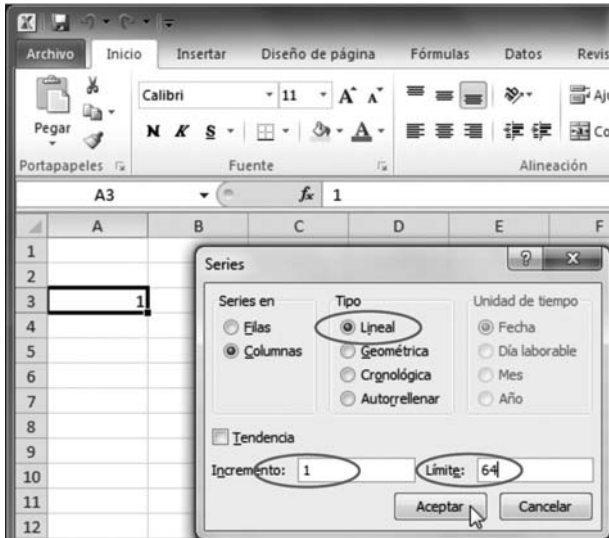 Archivo Inicio Insertar Diseño de página Fórmulas Datos Revis
Pegar
Calibri 11 A A
N K S A
Aju
Co
Portapapeles Fuente Alineación
A3 fx 1
A B C D E F
1
2
3 1
4
5
6
7
8
9
10
11
12
Series
Series en Tipo Unidad de tiempo
Filas Lineal Fecha
Columnas Geométrica Día laborable
Cronológica Mes
Autorrellenar Año
Tendencia
Incremento: 1 Límite: 64
Aceptar Cancelar